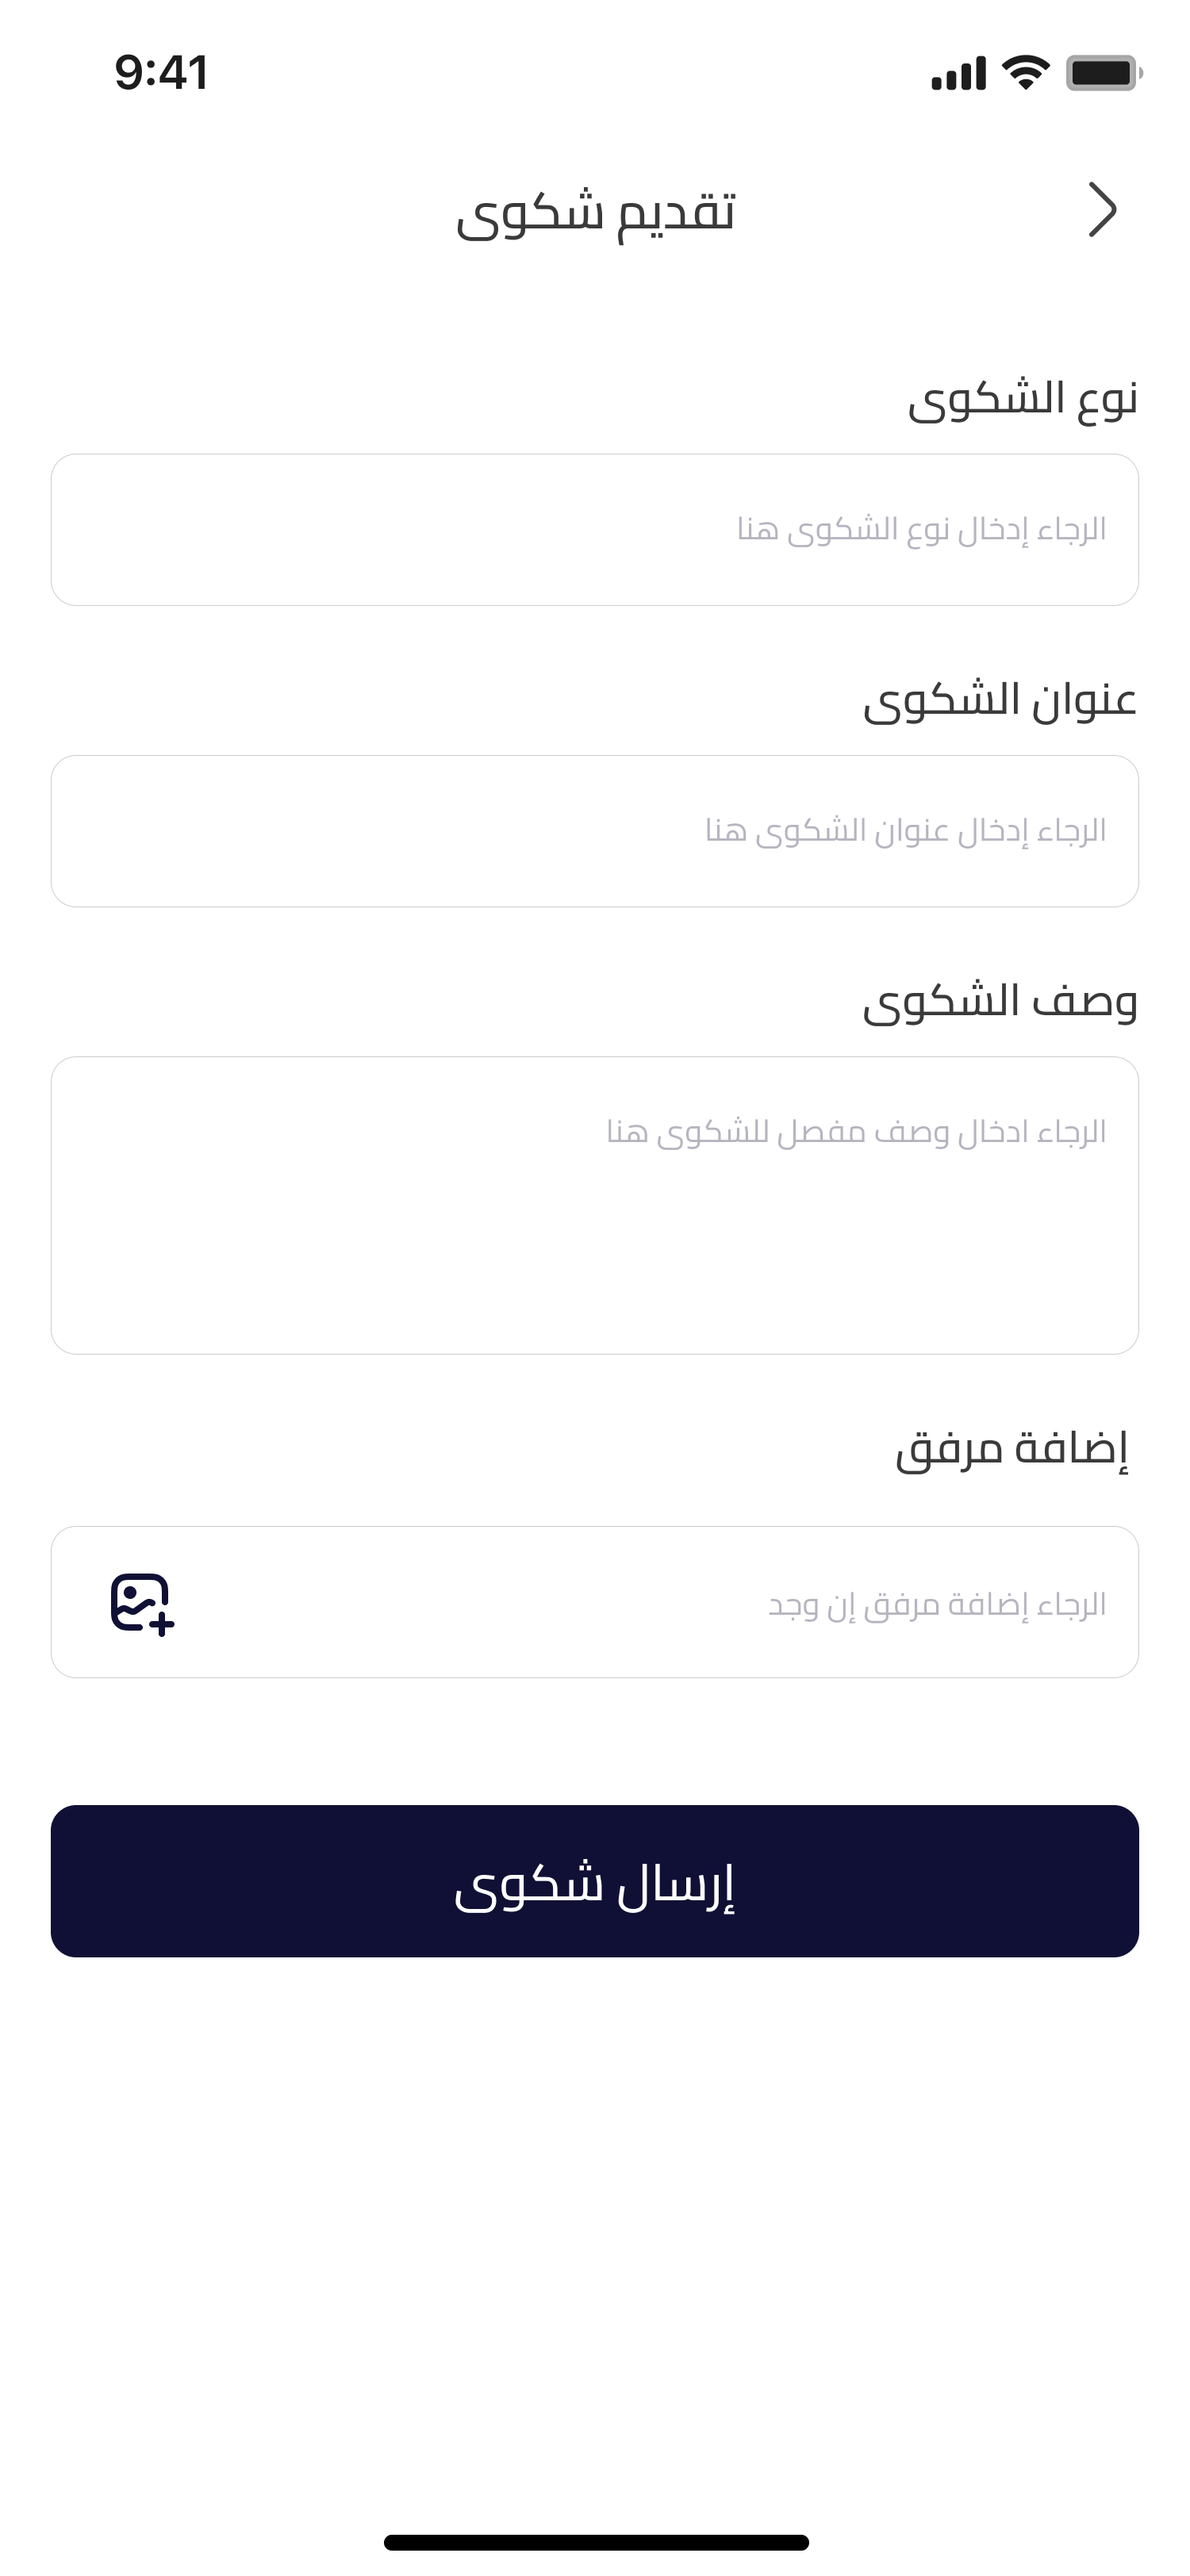 9:41
تقديم شكوى
نوع الشكوى
الرجاء إدخال نوع الشكوى هنا
عنوان الشكوى
الرجاء إدخال عنوان الشكوى هنا
وصف الشكوى
الرجاء ادخال وصف مفصل للشكوى هنا
إضافة مرفق
الرجاء إضافة مرفق إن وجد
إرسال شكوى